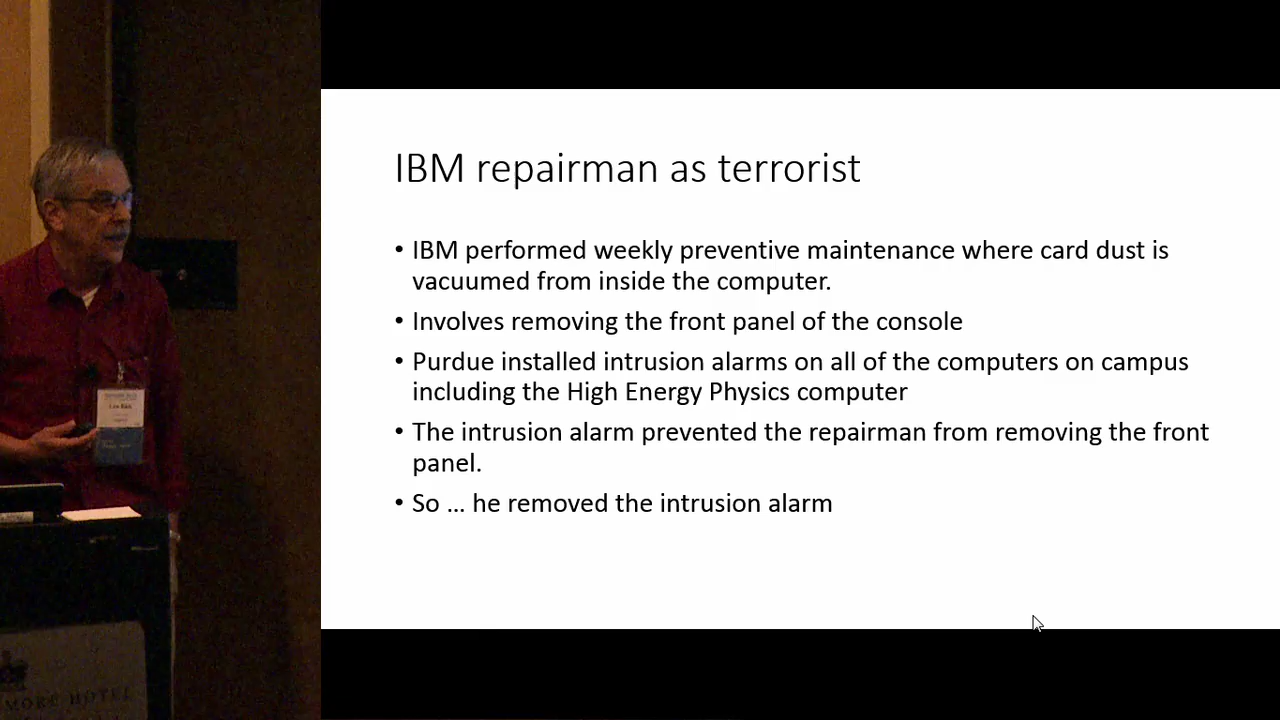 IBM repairman as terrorist
• IBM performed weekly preventive maintenance where card dust is
vacuumed from inside the computer.
• Involves removing the front panel of the console
• Purdue installed intrusion alarms on all of the computers on campus
including the High Energy Physics computer
• The intrusion alarm prevented the repairman from removing the front
panel.
• So … he removed the intrusion alarm
MORE HOTEL